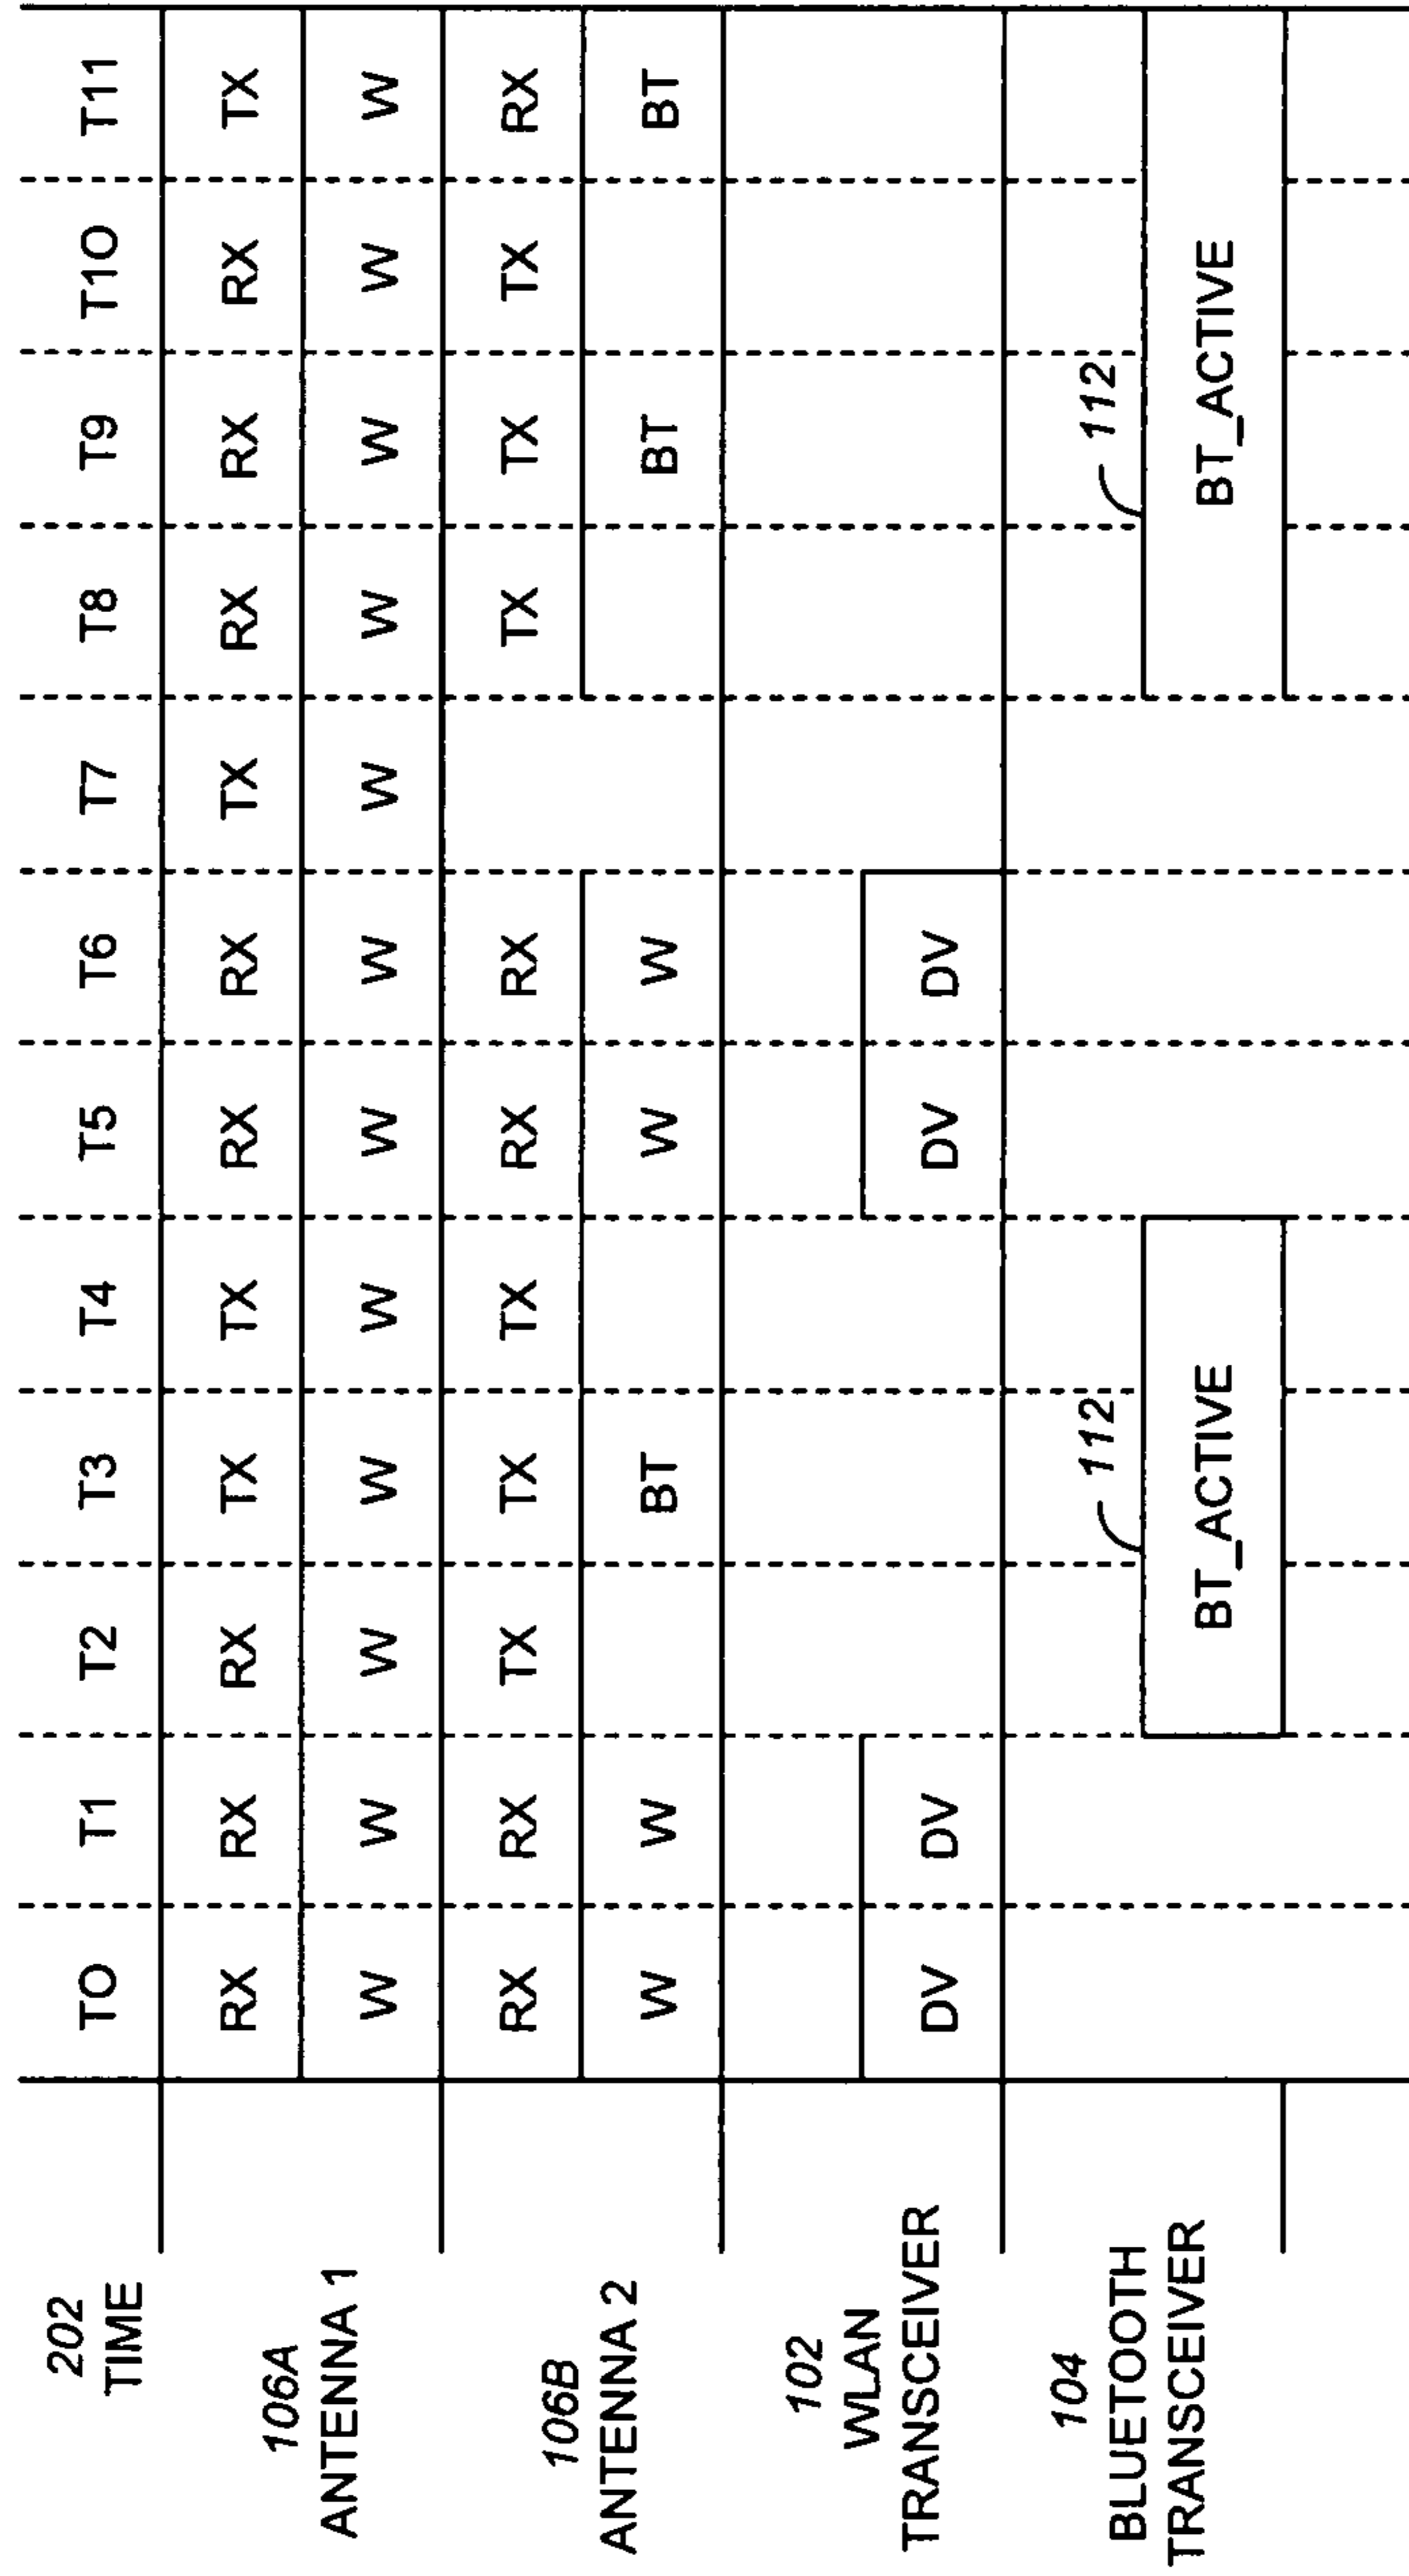 202
TIME
T0 T1 T2 T3 T4 T5 T6 T7 T8 T9 T10 T11
106A
ANTENNA 1
RX RX RX TX TX RX RX TX RX RX RX TX
W W W W W W W W W W W W
106B
ANTENNA 2
RX RX TX TX TX RX RX TX TX TX RX
W W BT W W BT BT
102
WLAN
TRANSCEIVER
DV DV DV DV
104
BLUETOOTH
TRANSCEIVER
112 112
BT_ACTIVE BT_ACTIVE